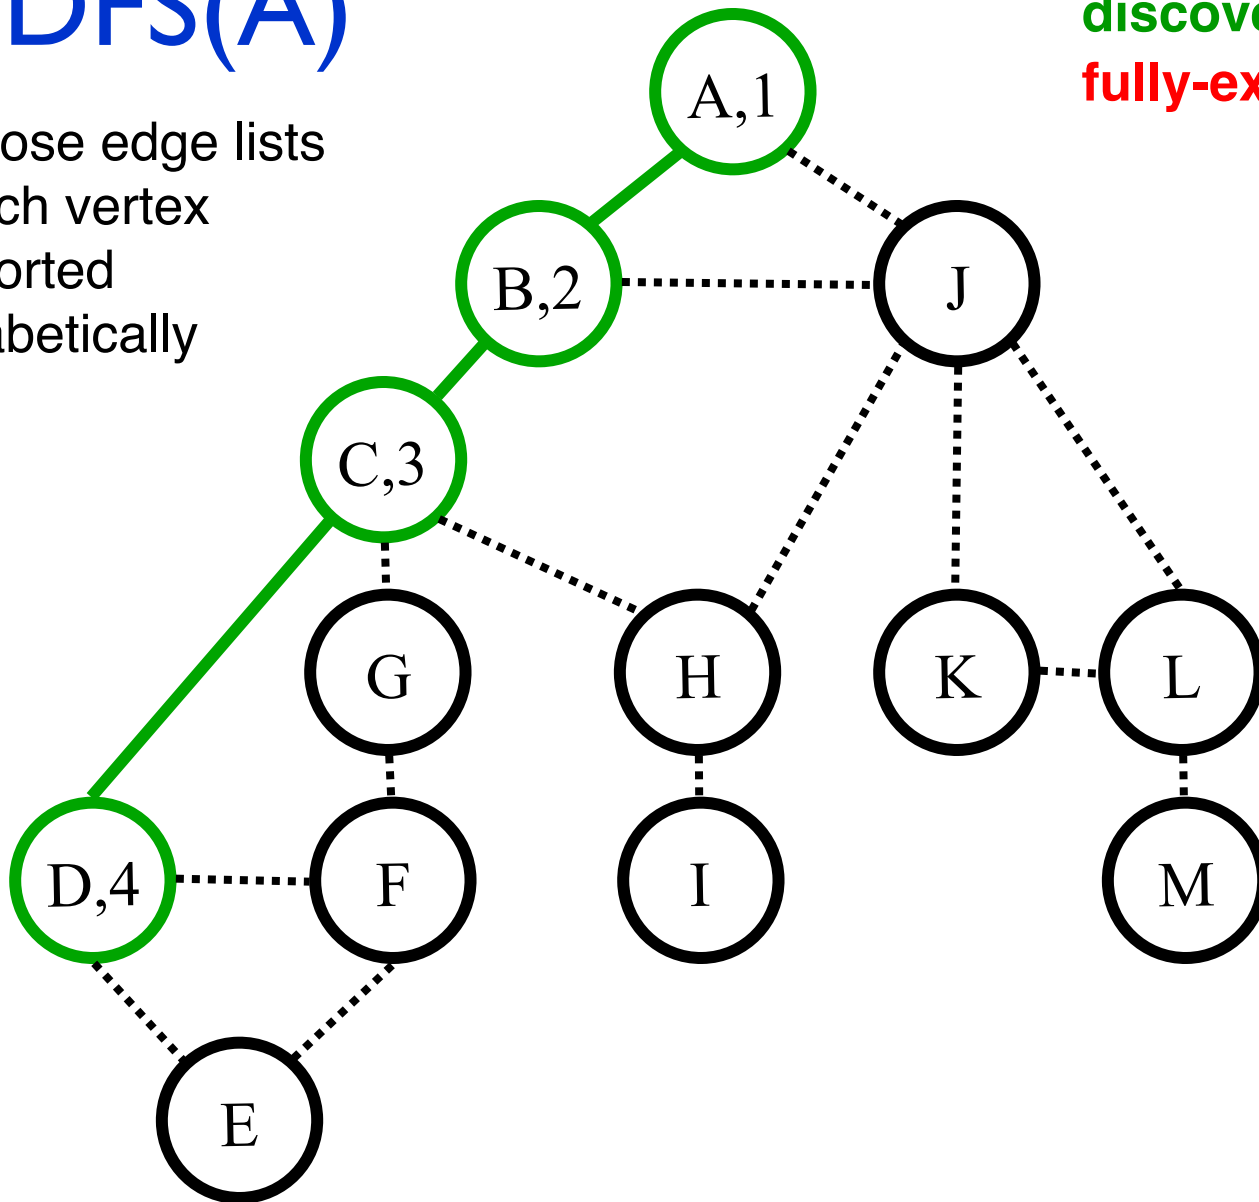 DFS(A)
discove
fully-ex
ose edge lists
ch vertex
orted
abetically
A,1
B,2
J
C,3
G
H
K
L
D,4
F
I
M
E